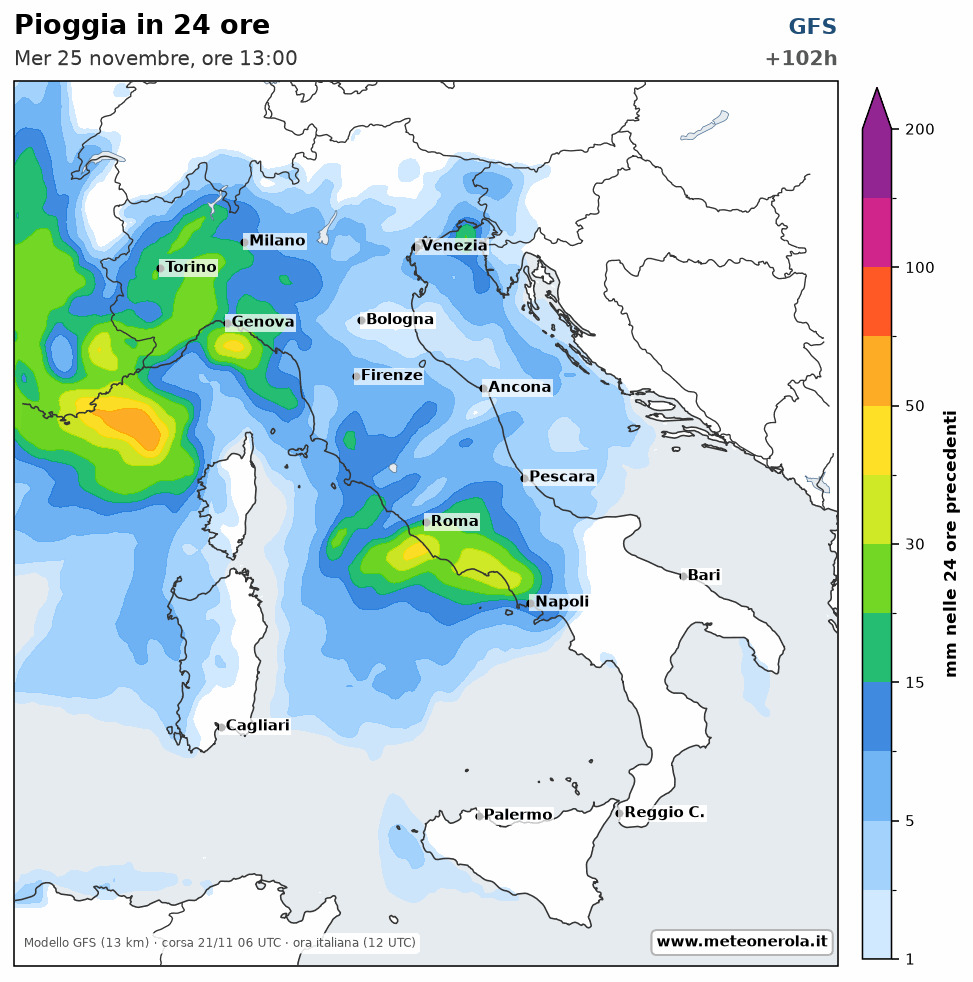 Pioggia in 24 ore
GFS
Mer 25 novembre, ore 13:00
+102h
200
100
50
30
15
5
1
mm nelle 24 ore precedenti
Milano
Venezia
Torino
Genova
Bologna
Firenze
Ancona
Pescara
Roma
Bari
Napoli
Cagliari
Palermo
Reggio C.
Modello GFS (13 km) · corsa 21/11 06 UTC · ora italiana (12 UTC)
www.meteonerola.it